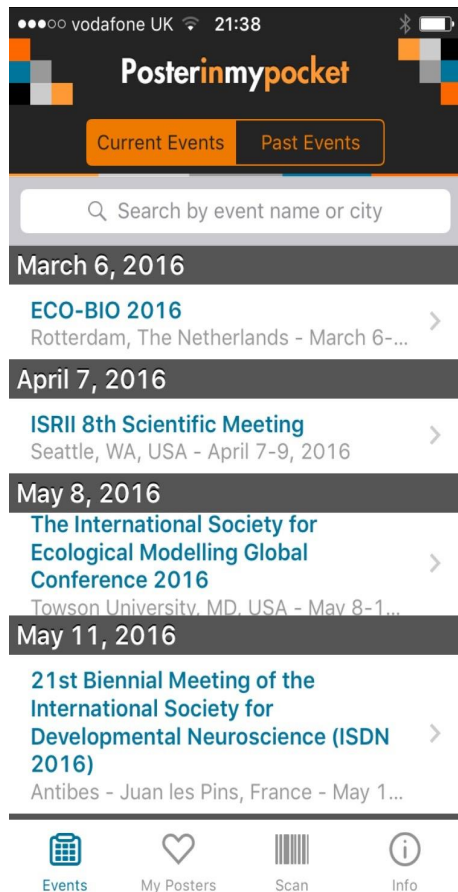 vodafone UK 21:38
Posterinmypocket
Current Events Past Events
Search by event name or city
March 6, 2016
ECO-BIO 2016
Rotterdam, The Netherlands - March 6-...
April 7, 2016
ISRII 8th Scientific Meeting
Seattle, WA, USA - April 7-9, 2016
May 8, 2016
The International Society for
Ecological Modelling Global
Conference 2016
Towson University, MD, USA - May 8-1...
May 11, 2016
21st Biennial Meeting of the
International Society for
Developmental Neuroscience (ISDN
2016)
Antibes - Juan les Pins, France - May 1...
Events My Posters Scan Info